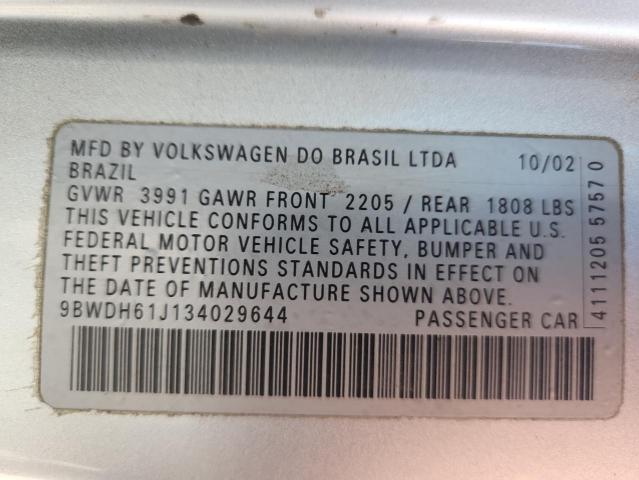 MFD BY VOLKSWAGEN DO BRASIL LTDA 10/02
BRAZIL
GVWR 3991 GAWR FRONT 2205 / REAR 1808 LBS
THIS VEHICLE CONFORMS TO ALL APPLICABLE U.S.
FEDERAL MOTOR VEHICLE SAFETY, BUMPER AND
THEFT PREVENTIONS STANDARDS IN EFFECT ON
THE DATE OF MANUFACTURE SHOWN ABOVE.
9BWDH61J134029644 PASSENGER CAR
4111205 57570